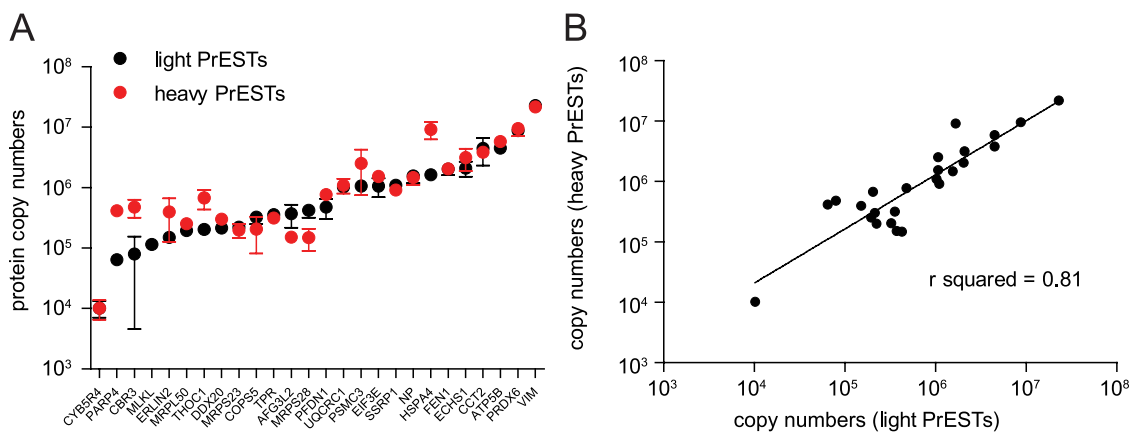 A
light PrESTs
heavy PrESTs
protein copy numbers
10⁸
10⁷
10⁶
10⁵
10⁴
10³
CYB5R4
PARP4
CBR3
MLKL
ERLIN2
MRPL50
THOC1
DDX20
MRPS23
COPS5
TPR
AFG3L2
MRPS28
PFDN1
UQCRC1
PSMC3
EIF3E
SSRP1
NP
HSPA4
FEN1
ECHS1
CCT2
ATP5B
PRDX6
VIM
B
copy numbers (heavy PrESTs)
10⁸
10⁷
10⁶
10⁵
10⁴
10³
r squared = 0.81
10³ 10⁴ 10⁵ 10⁶ 10⁷ 10⁸
copy numbers (light PrESTs)